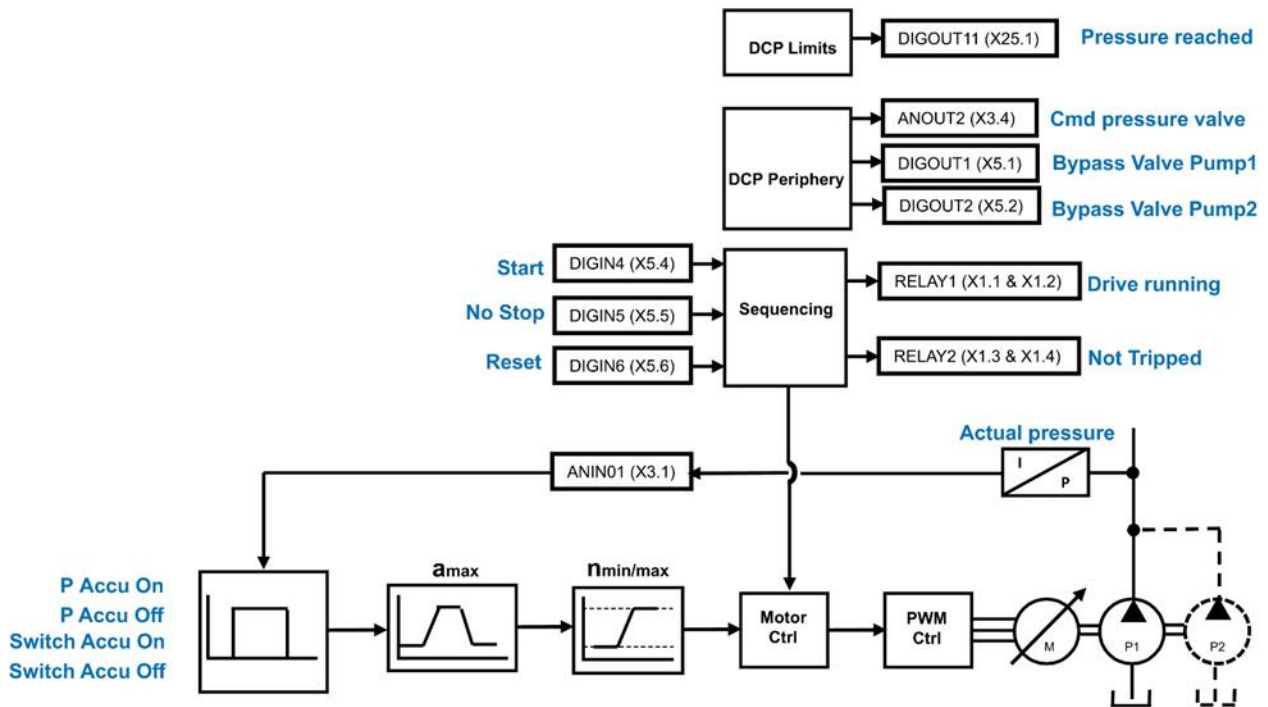 DCP Limits
DIGOUT11 (X25.1)
Pressure reached
DCP Periphery
ANOUT2 (X3.4)
Cmd pressure valve
DIGOUT1 (X5.1)
Bypass Valve Pump1
DIGOUT2 (X5.2)
Bypass Valve Pump2
Start
DIGIN4 (X5.4)
No Stop
DIGIN5 (X5.5)
Reset
DIGIN6 (X5.6)
Sequencing
RELAY1 (X1.1 & X1.2)
Drive running
RELAY2 (X1.3 & X1.4)
Not Tripped
Actual pressure
I
P
ANIN01 (X3.1)
P Accu On
P Accu Off
Switch Accu On
Switch Accu Off
amax
nmin/max
Motor
Ctrl
PWM
Ctrl
M
P1
P2